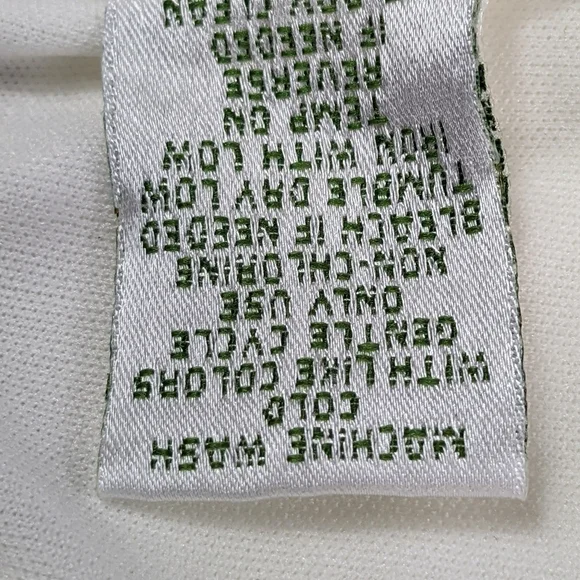 MACHINE WASH
COLD
WITH LIKE COLORS
GENTLE CYCLE
ONLY USE
NON-CHLORINE
BLEACH IF NEEDED
TUMBLE DRY LOW
IRON WITH LOW
TEMP ON
REVERSE
IF NEEDED
CLEAN